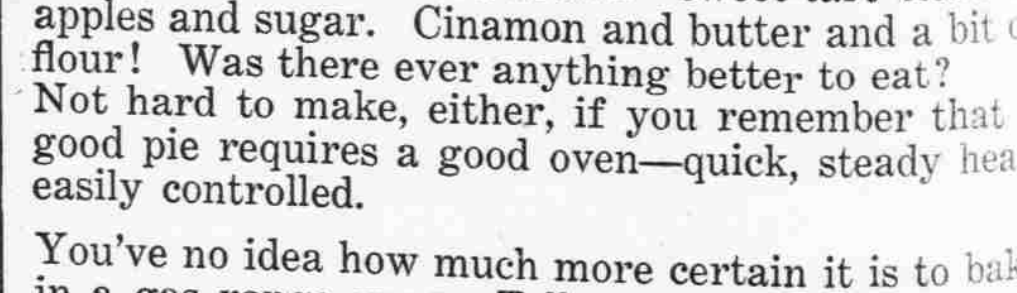 apples and sugar. Cinamon and butter and a bit
flour! Was there ever anything better to eat?
Not hard to make, either, if you remember that
good pie requires a good oven—quick, steady
easily controlled.
You've no idea how much more certain it is to
in a gas